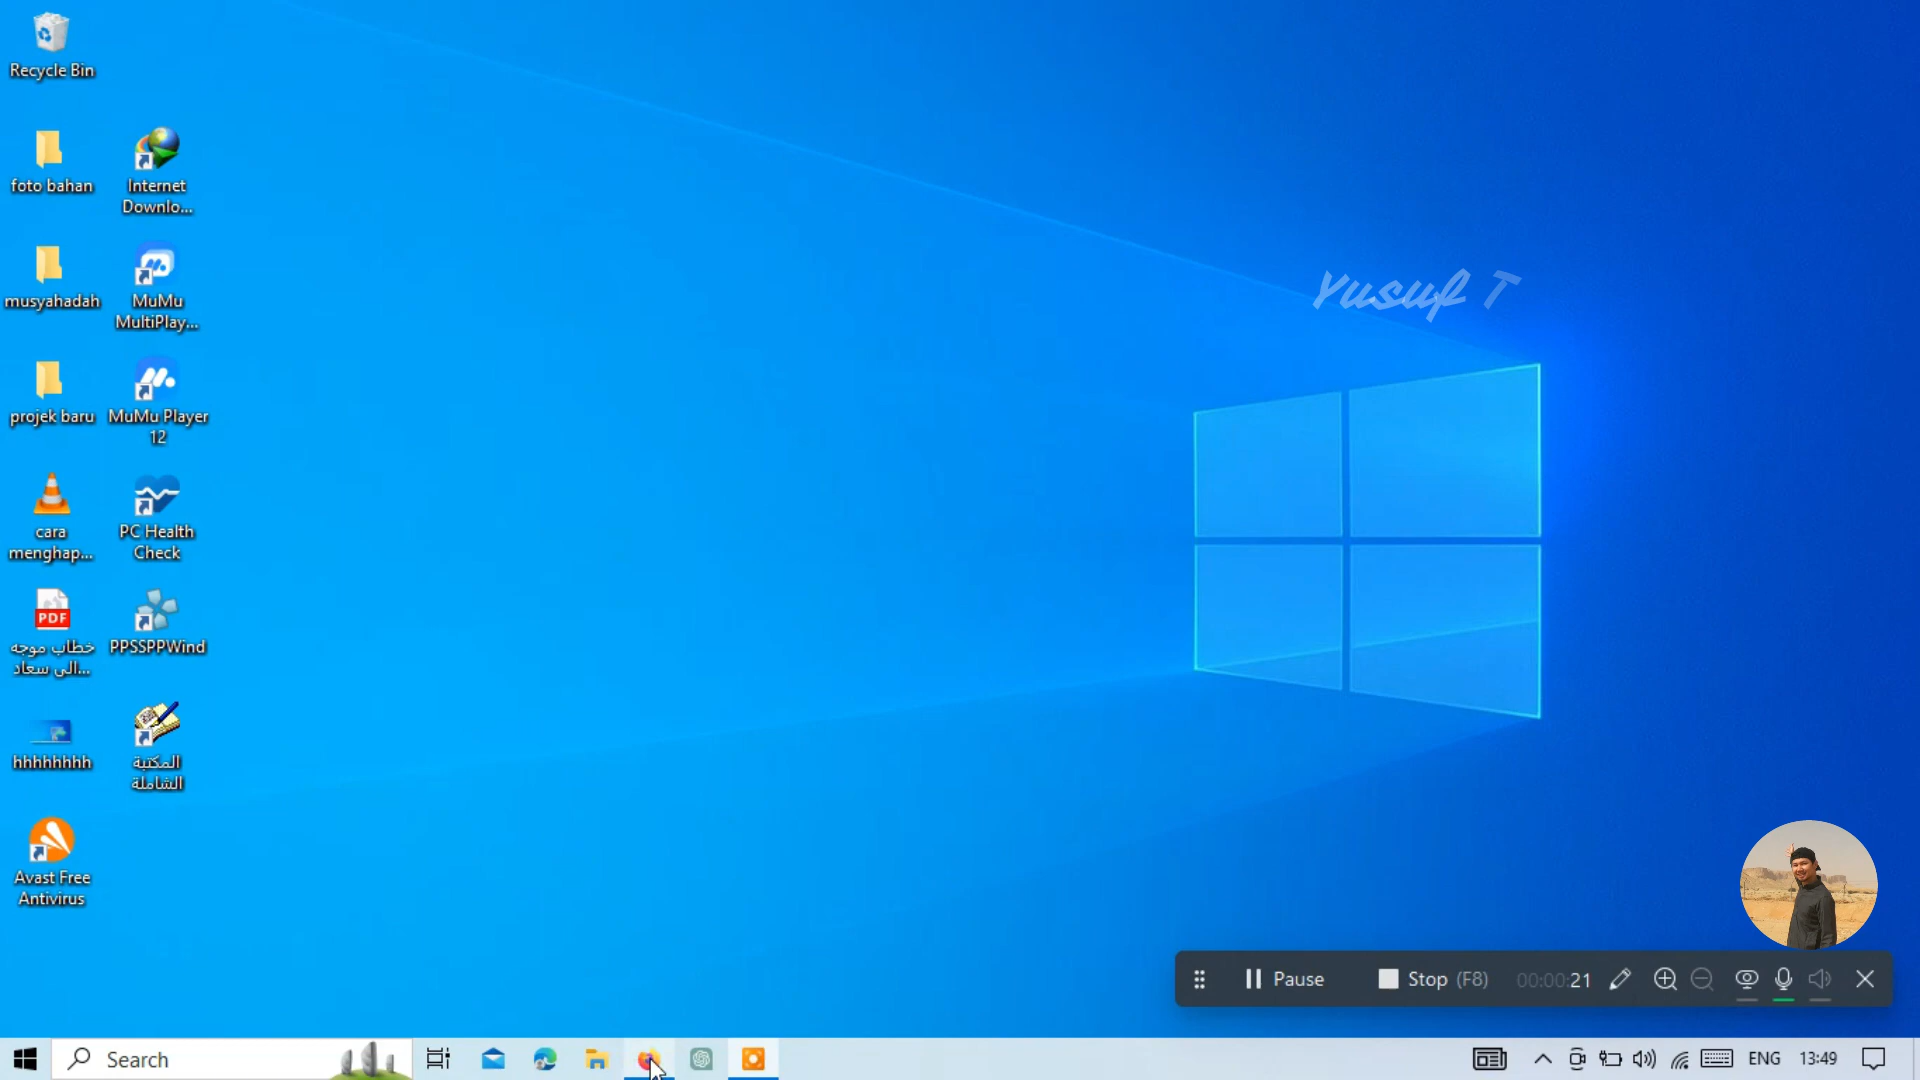 Recycle Bin
foto bahan
Internet
Downlo...
musyahadah
MuMu
MultiPlay...
projek baru
MuMu Player
12
cara
menghap...
PC Health
Check
PDF
خطاب موجه
الى سعاد...
PPSSPPWind
hhhhhhhh
المكتبة
الشاملة
Avast Free
Antivirus
Yusuf T
Pause
Stop (F8)
00:00:21
Search
ENG
13:49